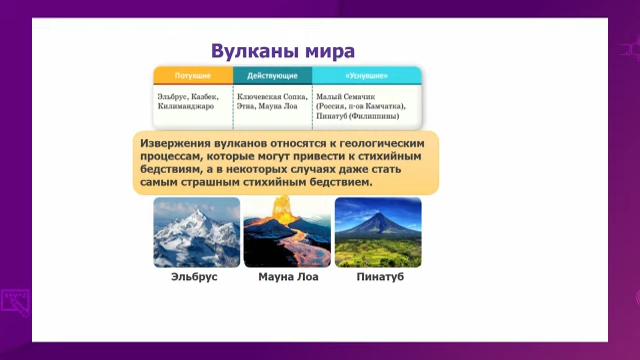 Вулканы мира
Потухшие Действующие «Уснувшие»
Эльбрус, Казбек, Килиманджаро
Ключевская Сопка, Этна, Мауна Лоа
Малый Семачик (Россия, п-ов Камчатка), Пинатуб (Филиппины)
Извержения вулканов относятся к геологическим
процессам, которые могут привести к стихийным
бедствиям, а в некоторых случаях даже стать
самым страшным стихийным бедствием.
Эльбрус Мауна Лоа Пинатуб